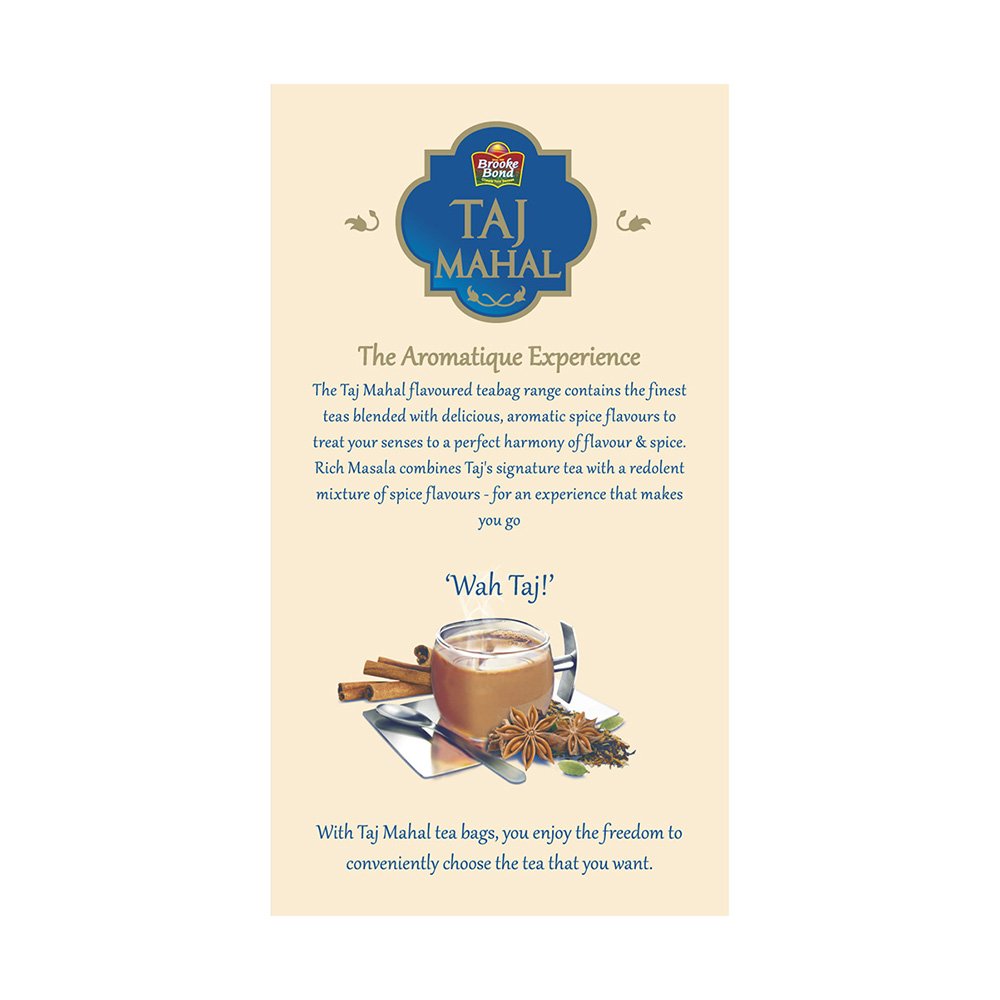 Brooke
Bond
TAJ
MAHAL
The Aromatique Experience
The Taj Mahal flavoured teabag range contains the finest
teas blended with delicious, aromatic spice flavours to
treat your senses to a perfect harmony of flavour & spice.
Rich Masala combines Taj's signature tea with a redolent
mixture of spice flavours - for an experience that makes
you go
‘Wah Taj!’
With Taj Mahal tea bags, you enjoy the freedom to
conveniently choose the tea that you want.